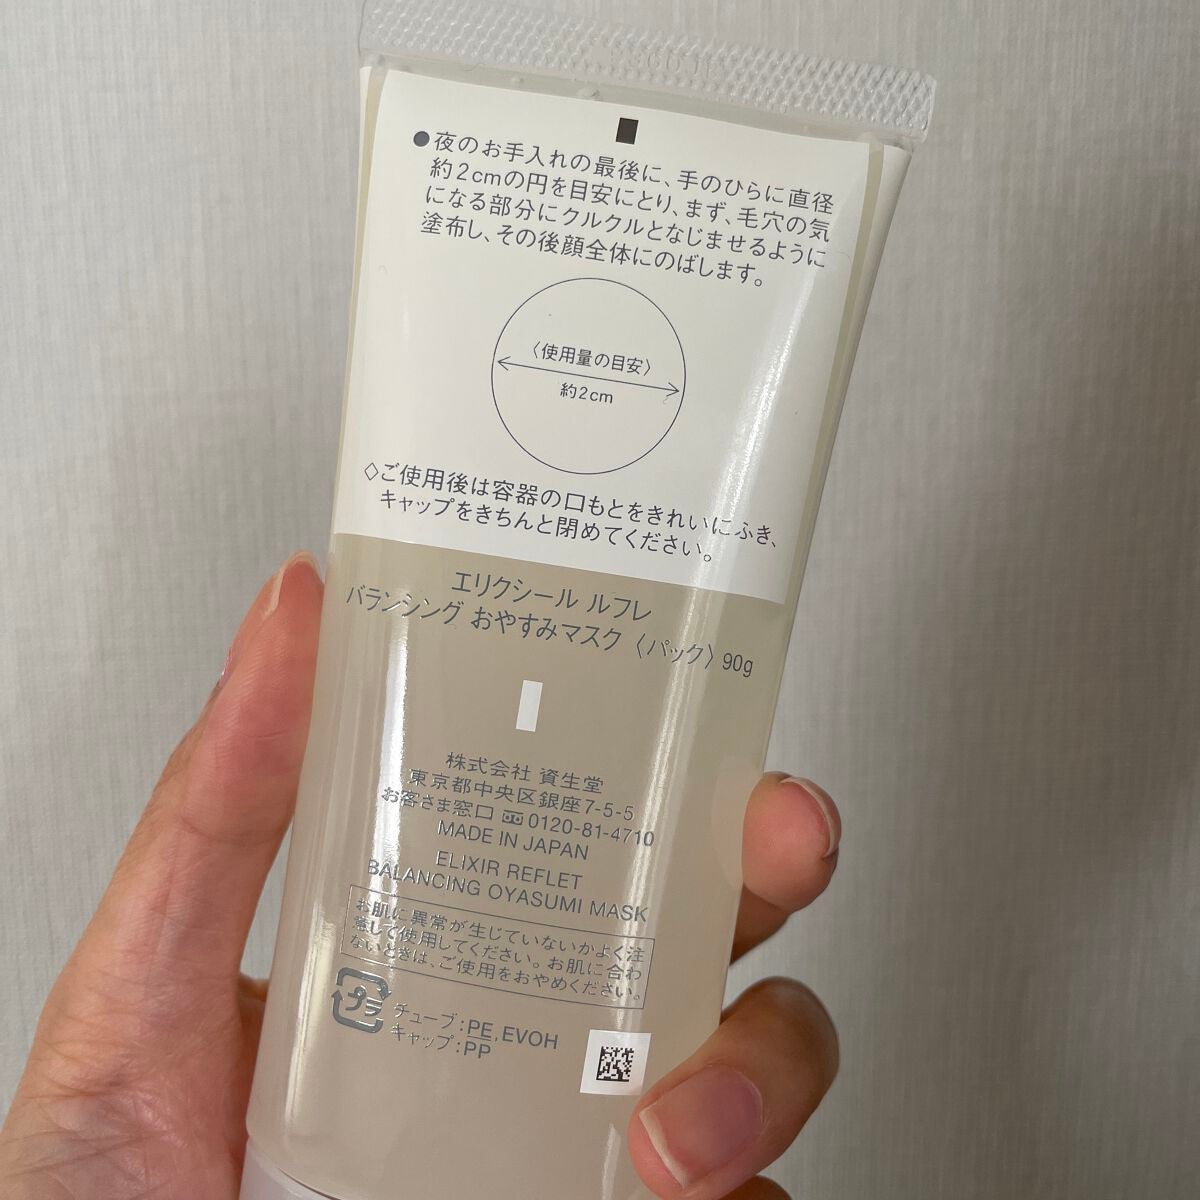 ●夜のお手入れの最後に、手のひらに直径
約2cmの円を目安にとり、まず、毛穴の気
になる部分にクルクルとなじませるように
塗布し、その後顔全体にのばします。
〈使用量の目安〉
約2cm
◇ご使用後は容器の口もとをきれいにふき、
キャップをきちんと閉めてください。
エリクシール ルフレ
バランシング おやすみマスク 〈パック〉 90g
株式会社 資生堂
東京都中央区銀座7-5-5
お客さま窓口 0120-81-4710
MADE IN JAPAN
ELIXIR REFLET
BALANCING OYASUMI MASK
お肌に異常が生じていないかよく注
意して使用してください。お肌に合わ
ないときは、ご使用をおやめください。
プラ
チューブ:PE,EVOH
キャップ:PP